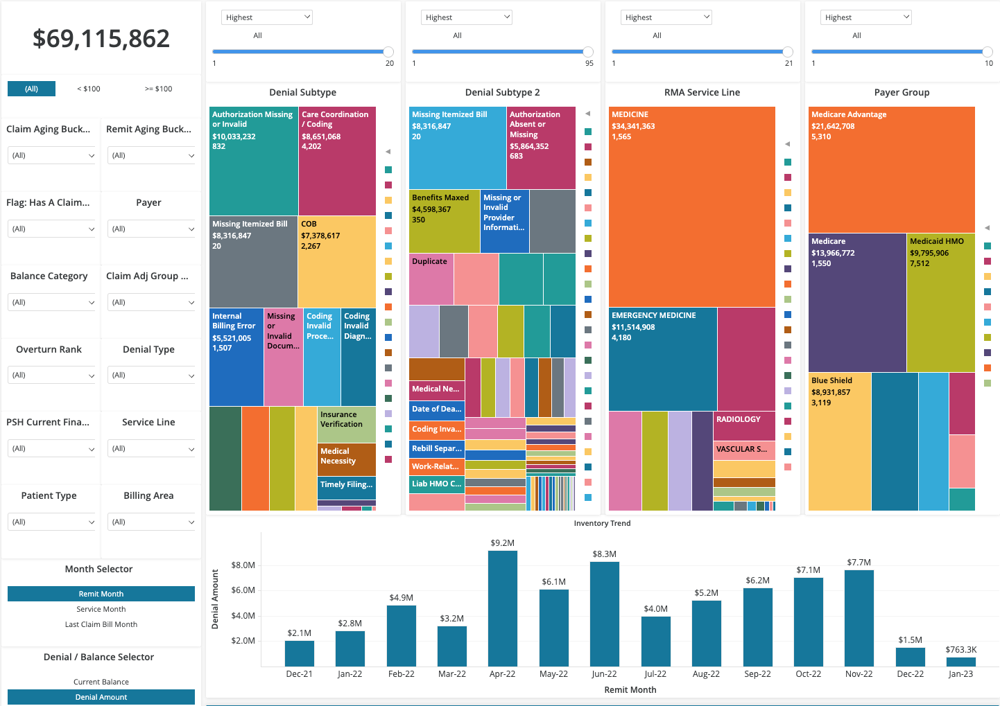 $69,115,862
(All)
< $100
>= $100
Claim Aging Buck...
Remit Aging Buck...
(All)
(All)
Flag: Has A Claim...
Payer
(All)
(All)
Balance Category
Claim Adj Group ...
(All)
(All)
Overturn Rank
Denial Type
(All)
(All)
PSH Current Fina...
Service Line
(All)
(All)
Patient Type
Billing Area
(All)
(All)
Month Selector
Remit Month
Service Month
Last Claim Bill Month
Denial / Balance Selector
Current Balance
Denial Amount
Highest
All
1
20
Denial Subtype
Authorization Missing
or Invalid
$10,033,232
832
Care Coordination
/ Coding
$8,651,068
4,202
Missing Itemized Bill
$8,316,847
20
COB
$7,378,617
2,267
Internal
Billing Error
$5,521,005
1,507
Missing
or
Invalid
Docum...
Coding
Invalid
Proce...
Coding
Invalid
Diagn...
Insurance
Verification
Medical
Necessity
Timely Filing...
Highest
All
1
95
Denial Subtype 2
Missing Itemized Bill
$8,316,847
20
Authorization
Absent or
Missing
$5,864,352
683
Benefits Maxed
$4,598,367
350
Missing or
Invalid
Provider
Informati...
Duplicate
Medical Ne...
Date of Dea...
Coding Inva...
Rebill Separ...
Work-Relat...
Liab HMO C...
Highest
All
1
21
RMA Service Line
MEDICINE
$34,341,363
1,565
EMERGENCY MEDICINE
$11,514,908
4,180
RADIOLOGY
VASCULAR S...
Highest
All
1
10
Payer Group
Medicare Advantage
$21,642,708
5,310
Medicare
$13,966,772
1,550
Medicaid HMO
$9,795,906
7,512
Blue Shield
$8,931,857
3,119
Inventory Trend
Denial Amount
$8.0M
$6.0M
$4.0M
$2.0M
$2.1M
$2.8M
$4.9M
$3.2M
$9.2M
$6.1M
$8.3M
$4.0M
$5.2M
$6.2M
$7.1M
$7.7M
$1.5M
$763.3K
Dec-21
Jan-22
Feb-22
Mar-22
Apr-22
May-22
Jun-22
Jul-22
Aug-22
Sep-22
Oct-22
Nov-22
Dec-22
Jan-23
Remit Month